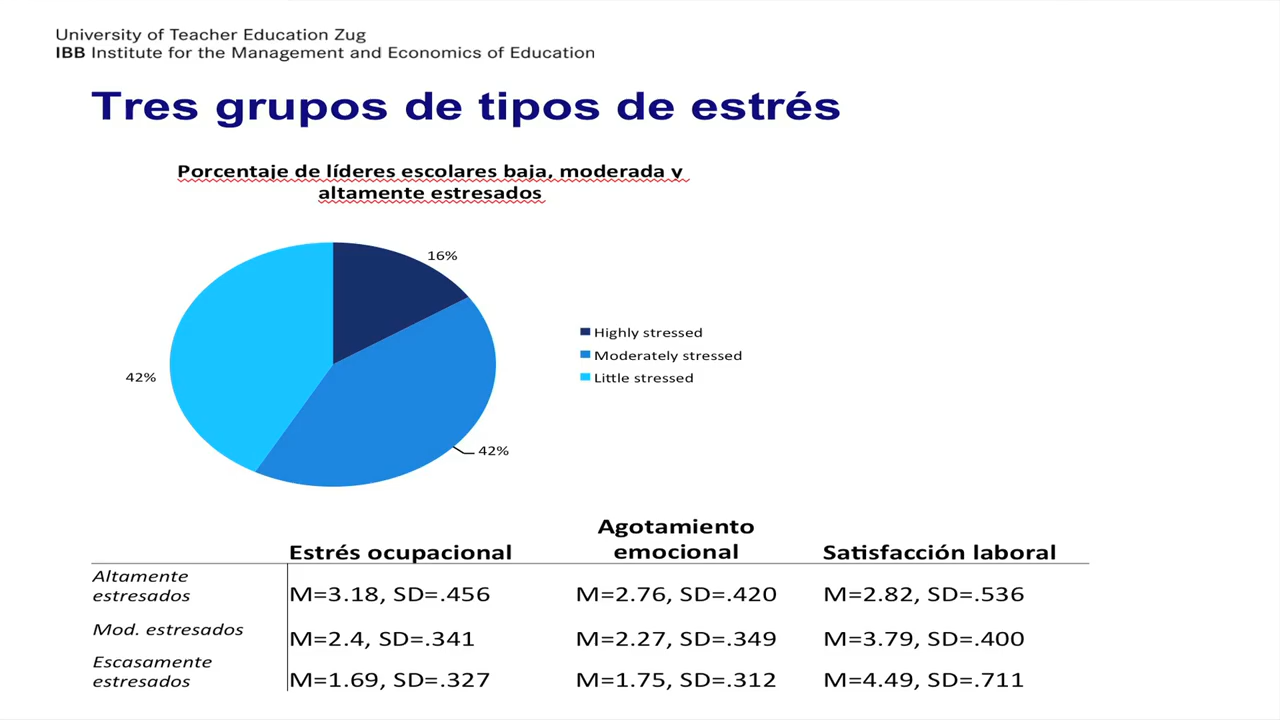 University of Teacher Education Zug
IBB Institute for the Management and Economics of Education
Tres grupos de tipos de estrés
Porcentaje de líderes escolares baja, moderada y
altamente estresados
16%
42%
42%
Highly stressed
Moderately stressed
Little stressed
Estrés ocupacional
Agotamiento
emocional
Satisfacción laboral
Altamente
estresados
M=3.18, SD=.456
M=2.76, SD=.420
M=2.82, SD=.536
Mod. estresados
M=2.4, SD=.341
M=2.27, SD=.349
M=3.79, SD=.400
Escasamente
estresados
M=1.69, SD=.327
M=1.75, SD=.312
M=4.49, SD=.711